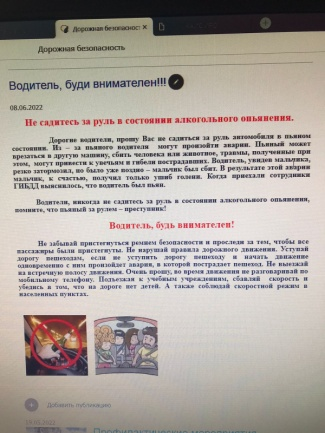 Дорожная безопасност
Дорожная безопасность
Водитель, буди внимателен!!!
08.06.2022
Не садитесь за руль в состоянии алкогольного опьянения.
Дорогие водители, прошу Вас не садиться за руль автомобиля в пьяном
состоянии. Из – за пьяного водителя могут произойти аварии. Пьяный может
врезаться в другую машину, сбить человека или животное, травмы, полученные при
этом, могут привести к увечьям и гибели пострадавших. Водитель, увидев мальчика,
резко затормозил, но было уже поздно – мальчик был сбит. В результате этой аварии
мальчик, к счастью, получил только ушиб голени. Когда приехали сотрудники
ГИБДД выяснилось, что водитель был пьян.
Водители, никогда не садитесь за руль в состоянии алкогольного опьянения,
помните, что пьяный за рулем – преступник!
Водитель, будь внимателен!
Не забывай пристегнуться ремнем безопасности и проследи за том, чтобы все
пассажиры были пристегнуты. Не нарушай правила дорожного движения. Уступай
дорогу пешеходам, если не уступить дорогу пешеходу и начать движение
одновременно с ним произойдет авария, в которой пострадает пешеход. Не выезжай
на встречную полосу движения. Очень прошу, во время движения не разговаривай по
мобильному телефону. Подъезжая к учебным учреждениям, сбавляй скорость и
убедись в том, что на дороге нет детей. А также соблюдай скоростной режим в
населенных пунктах.
Добавить публикацию
Профилактические мероприятия